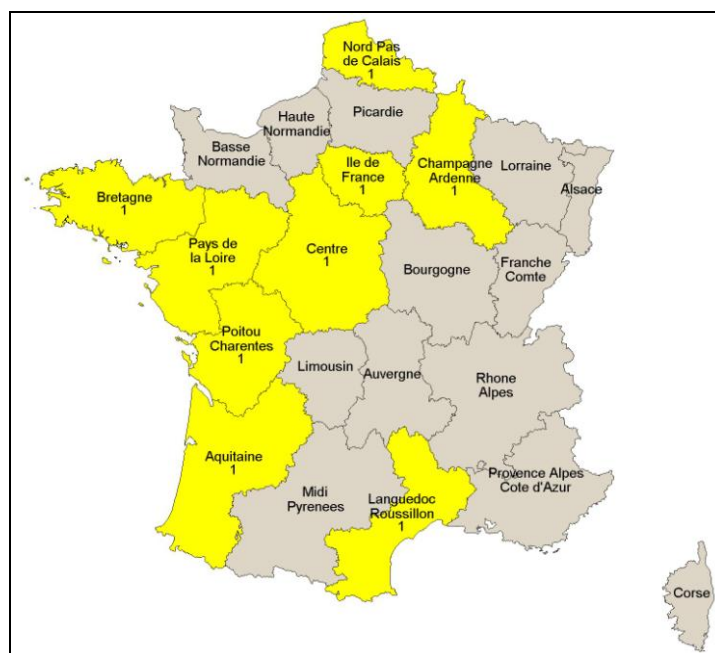 Nord Pas
de Calais
1
Haute
Normandie
Picardie
Basse
Normandie
Ile de
France
1
Champagne
Ardenne
1
Lorraine
Alsace
Bretagne
1
Pays de
la Loire
1
Centre
1
Bourgogne
Franche
Comte
Poitou
Charentes
1
Limousin
Auvergne
Rhone
Alpes
Aquitaine
1
Midi
Pyrenees
Languedoc
Roussillon
1
Provence Alpes
Cote d'Azur
Corse